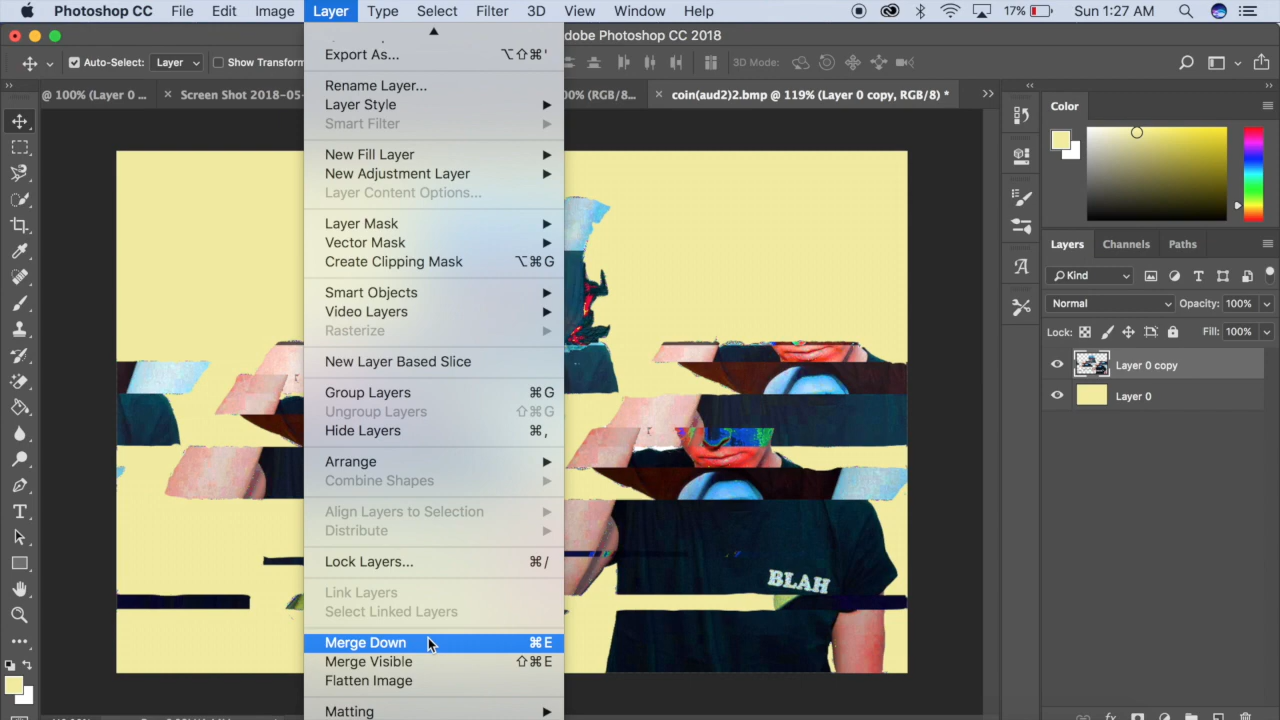 Photoshop CC File Edit Image Layer Type Select Filter 3D View Window Help 17% Sun 1:27 AM
Adobe Photoshop CC 2018
Auto-Select: Layer Show Transform 3D Mode:
@ 100% (Layer 0 ... × Screen Shot 2018-05- 00% (RGB/8... × coin(aud2)2.bmp @ 119% (Layer 0 copy, RGB/8) *
Export As... ⌥⇧⌘'
Rename Layer...
Layer Style
Smart Filter
New Fill Layer
New Adjustment Layer
Layer Content Options...
Layer Mask
Vector Mask
Create Clipping Mask ⌥⌘G
Smart Objects
Video Layers
Rasterize
New Layer Based Slice
Group Layers ⌘G
Ungroup Layers ⇧⌘G
Hide Layers ⌘,
Arrange
Combine Shapes
Align Layers to Selection
Distribute
Lock Layers... ⌘/
Link Layers
Select Linked Layers
Merge Down ⌘E
Merge Visible ⇧⌘E
Flatten Image
Matting
BLAH
Color
Layers Channels Paths
Kind
Normal Opacity: 100%
Lock: Fill: 100%
Layer 0 copy
Layer 0